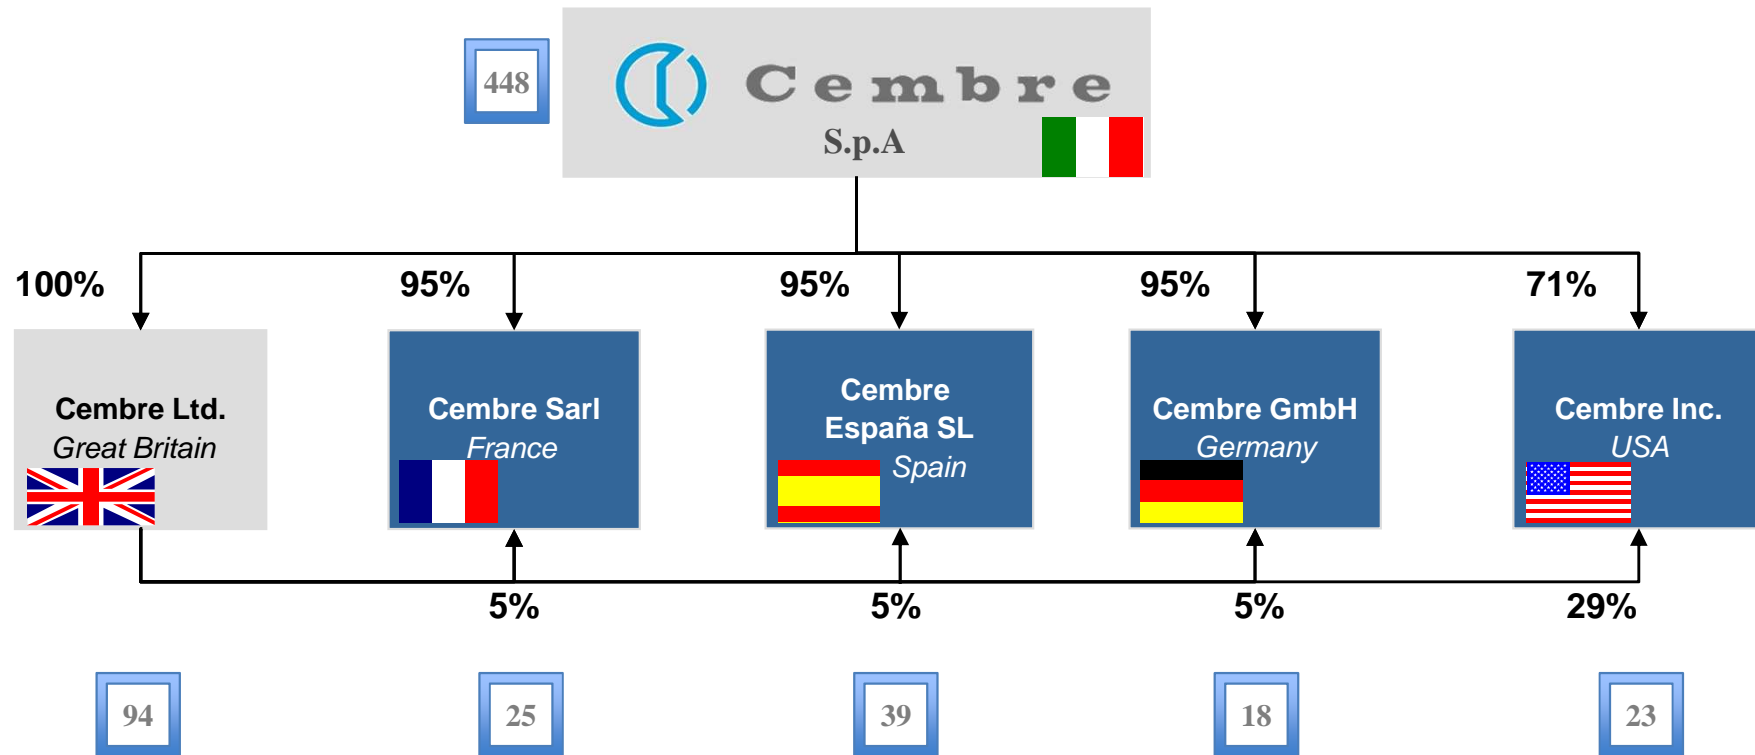 448
Cembre
S.p.A
100%
95%
95%
95%
71%
Cembre Ltd.
Great Britain
Cembre Sarl
France
Cembre
España SL
Spain
Cembre GmbH
Germany
Cembre Inc.
USA
5%
5%
5%
29%
94
25
39
18
23